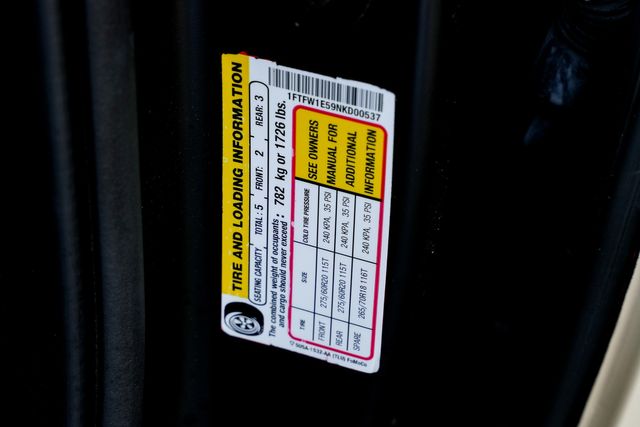 TIRE AND LOADING INFORMATION
SEATING CAPACITY TOTAL: 5 FRONT: 2 REAR: 3
The combined weight of occupants
and cargo should never exceed: 782 kg or 1726 lbs.
TIRE SIZE COLD TIRE PRESSURE
FRONT 275/60R20 115T 240 KPA, 35 PSI
REAR 275/60R20 115T 240 KPA, 35 PSI
SPARE 265/70R18 116T 240 KPA, 35 PSI
SEE OWNERS
MANUAL FOR
ADDITIONAL
INFORMATION
1FTFW1E59NKD00537
FoMoCo